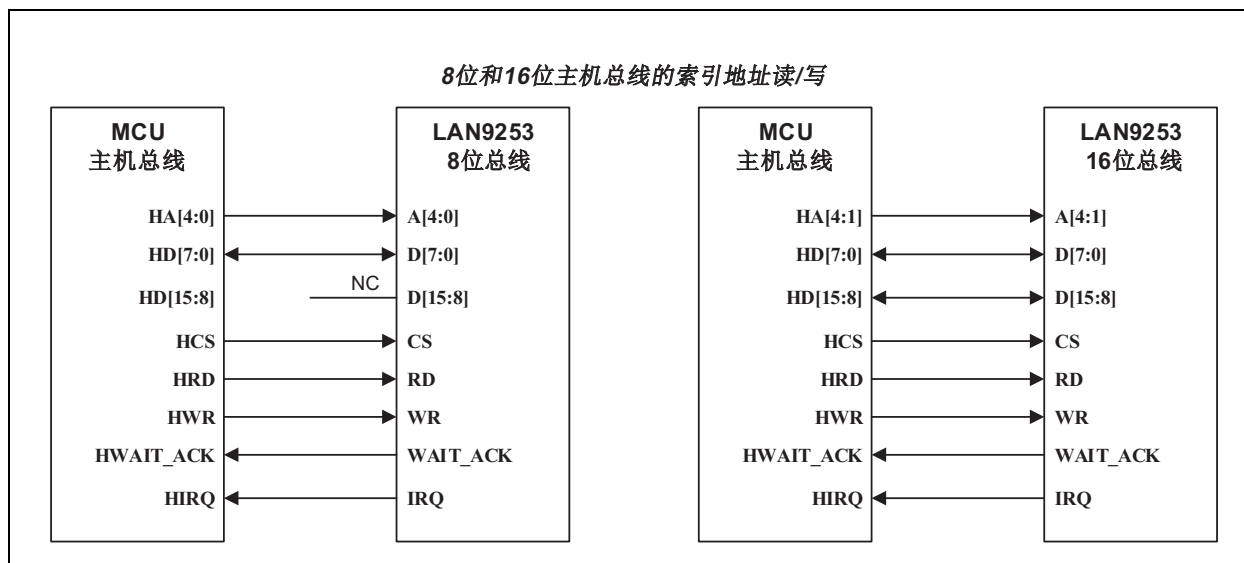 8位和16位主机总线的索引地址读/写
MCU
主机总线
HA[4:0]
HD[7:0]
HD[15:8]
HCS
HRD
HWR
HWAIT_ACK
HIRQ
NC
LAN9253
8位总线
A[4:0]
D[7:0]
D[15:8]
CS
RD
WR
WAIT_ACK
IRQ
MCU
主机总线
HA[4:1]
HD[7:0]
HD[15:8]
HCS
HRD
HWR
HWAIT_ACK
HIRQ
LAN9253
16位总线
A[4:1]
D[7:0]
D[15:8]
CS
RD
WR
WAIT_ACK
IRQ